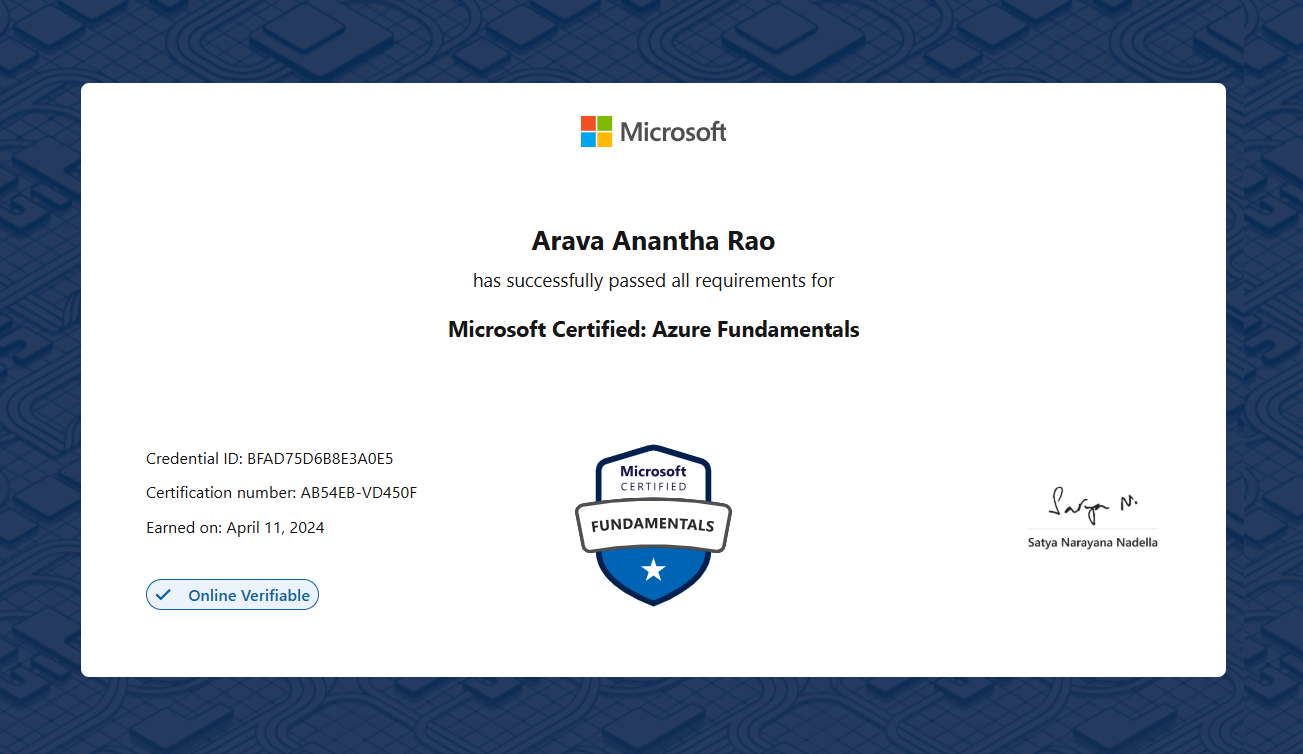 Microsoft
Arava Anantha Rao
has successfully passed all requirements for
Microsoft Certified: Azure Fundamentals
Credential ID: BFAD75D6B8E3A0E5
Certification number: AB54EB-VD450F
Earned on: April 11, 2024
Online Verifiable
Microsoft
CERTIFIED
FUNDAMENTALS
Satya N.
Satya Narayana Nadella